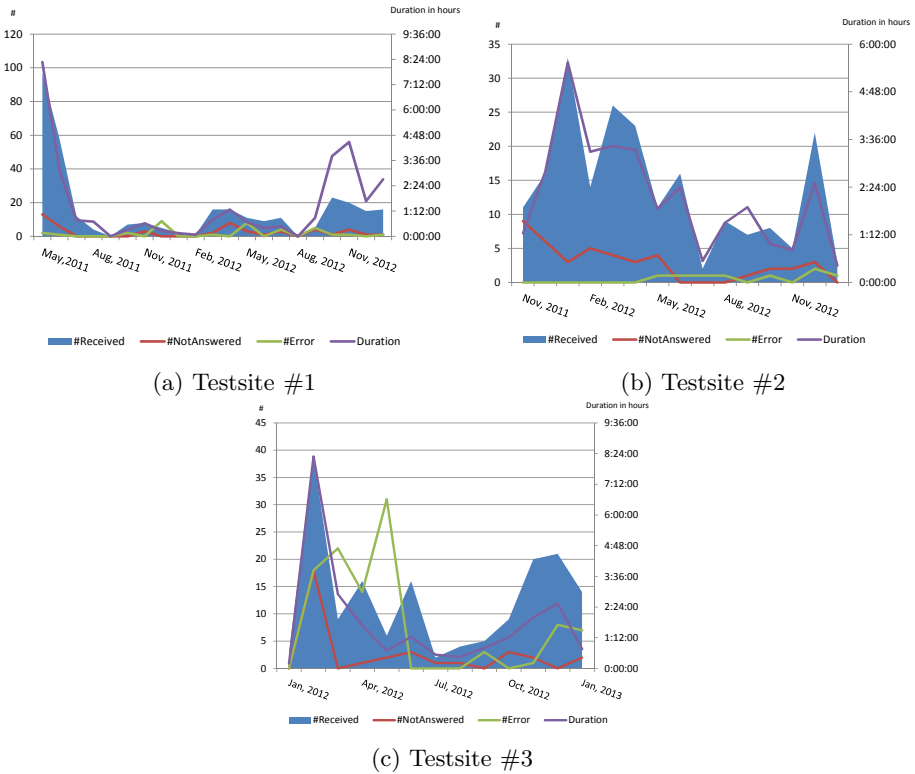 # Duration in hours
120 9:36:00
100 8:24:00
80 7:12:00
60 6:00:00
40 4:48:00
20 3:36:00
0 2:24:00
1:12:00
0:00:00
May, 2011 Aug, 2011 Nov, 2011 Feb, 2012 May, 2012 Aug, 2012 Nov, 2012
#Received #NotAnswered #Error Duration
(a) Testsite #1
# Duration in hours
35 6:00:00
30 4:48:00
25 3:36:00
20 2:24:00
15 1:12:00
10 0:00:00
5
0
Nov, 2011 Feb, 2012 May, 2012 Aug, 2012 Nov, 2012
#Received #NotAnswered #Error Duration
(b) Testsite #2
# Duration in hours
45 9:36:00
40 8:24:00
35 7:12:00
30 6:00:00
25 4:48:00
20 3:36:00
15 2:24:00
10 1:12:00
5 0:00:00
0
Jan, 2012 Apr, 2012 Jul, 2012 Oct, 2012 Jan, 2013
#Received #NotAnswered #Error Duration
(c) Testsite #3